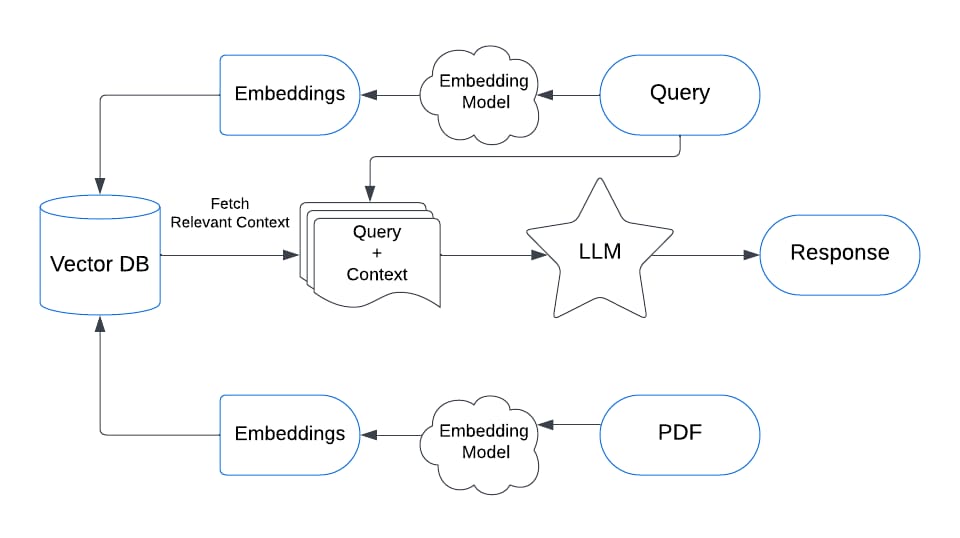 Embeddings
Embedding
Model
Query
Fetch
Relevant Context
Vector DB
Query
+
Context
LLM
Response
Embeddings
Embedding
Model
PDF